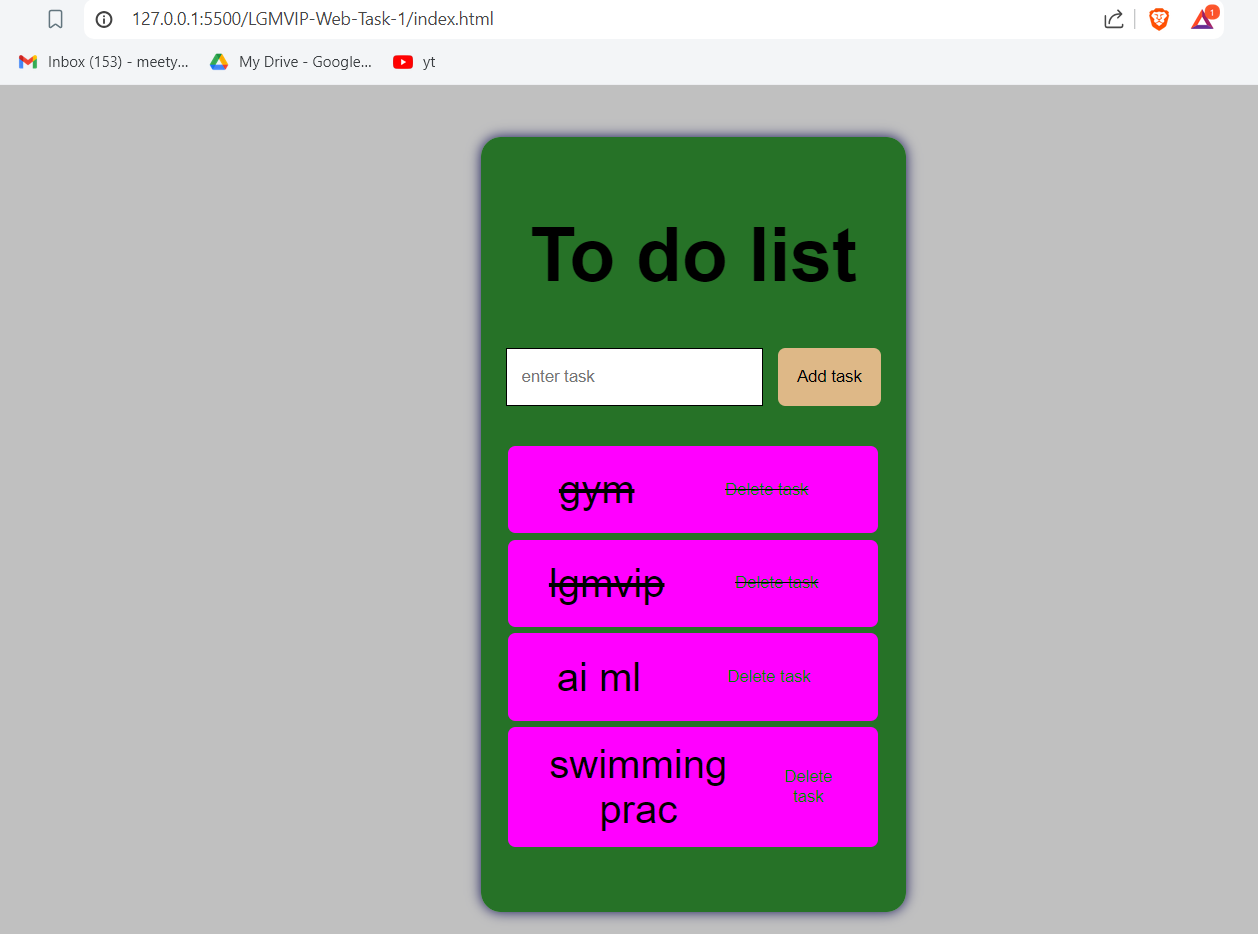 127.0.0.1:5500/LGMVIP-Web-Task-1/index.html
1
Inbox (153) - meety... My Drive - Google... yt
To do list
enter task Add task
gym Delete task
lgmvip Delete task
ai ml Delete task
swimming
prac
Delete
task